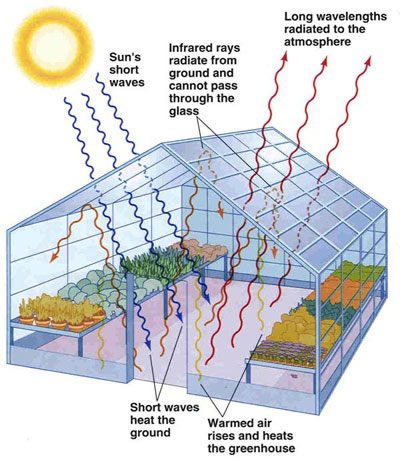 Sun's
short
waves
Infrared rays
radiate from
ground and
cannot pass
through the
glass
Long wavelengths
radiated to the
atmosphere
Short waves
heat the
ground
Warmed air
rises and heats
the greenhouse